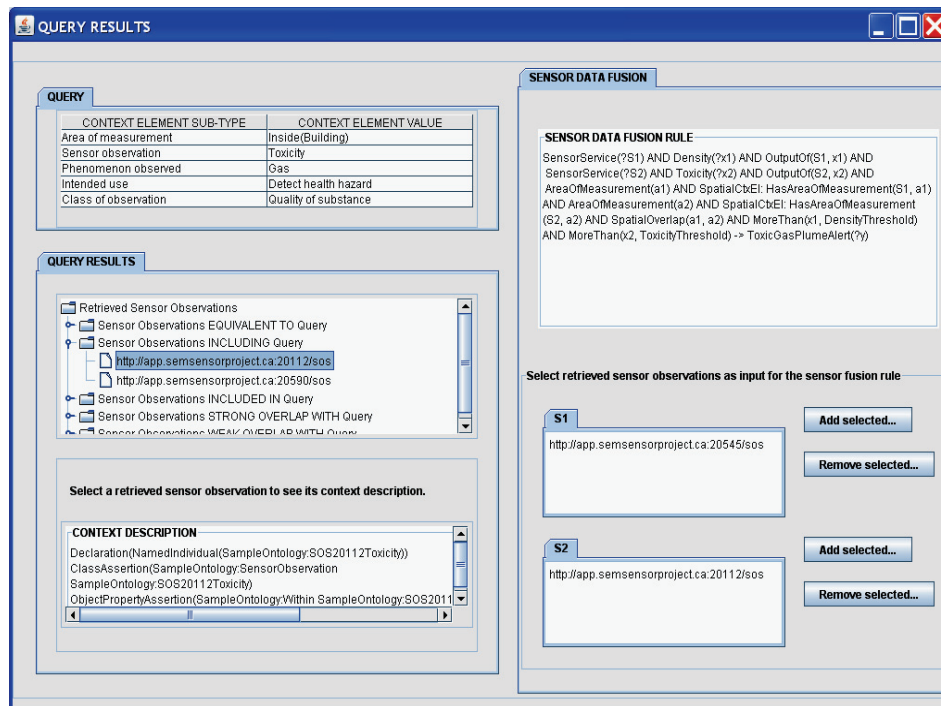 QUERY RESULTS
QUERY
CONTEXT ELEMENT SUB-TYPE CONTEXT ELEMENT VALUE
Area of measurement Inside(Building)
Sensor observation Toxicity
Phenomenon observed Gas
Intended use Detect health hazard
Class of observation Quality of substance
QUERY RESULTS
Retrieved Sensor Observations
Sensor Observations EQUIVALENT TO Query
Sensor Observations INCLUDING Query
http://app.semsensorproject.ca:20112/sos
http://app.semsensorproject.ca:20590/sos
Sensor Observations INCLUDED IN Query
Sensor Observations STRONG OVERLAP WITH Query
Sensor Observations WEAK OVERLAP WITH Query
Select a retrieved sensor observation to see its context description.
CONTEXT DESCRIPTION
Declaration(NamedIndividual(SampleOntology:SOS20112Toxicity))
ClassAssertion(SampleOntology:SensorObservation
SampleOntology:SOS20112Toxicity)
ObjectPropertyAssertion(SampleOntology:Within SampleOntology:SOS2011
SENSOR DATA FUSION
SENSOR DATA FUSION RULE
SensorService(?S1) AND Density(?x1) AND OutputOf(S1, x1) AND
SensorService(?S2) AND Toxicity(?x2) AND OutputOf(S2, x2) AND
AreaOfMeasurement(a1) AND SpatialCtxEl: HasAreaOfMeasurement(S1, a1)
AND AreaOfMeasurement(a2) AND SpatialCtxEl: HasAreaOfMeasurement
(S2, a2) AND SpatialOverlap(a1, a2) AND MoreThan(x1, DensityThreshold)
AND MoreThan(x2, ToxicityThreshold) -> ToxicGasPlumeAlert(?y)
Select retrieved sensor observations as input for the sensor fusion rule
S1
http://app.semsensorproject.ca:20545/sos
Add selected...
Remove selected...
S2
http://app.semsensorproject.ca:20112/sos
Add selected...
Remove selected...